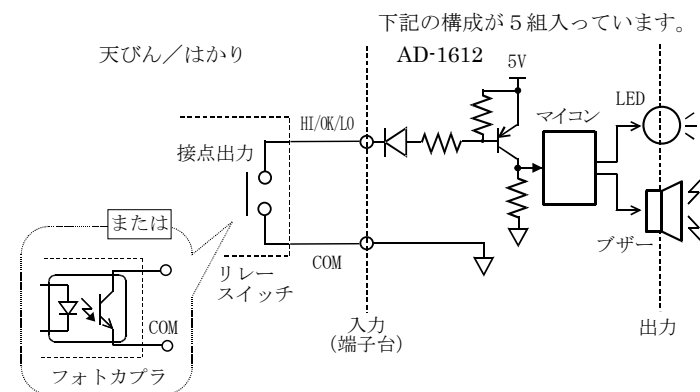 下記の構成が５組入っています。
天びん／はかり
AD-1612
5V
LED
マイコン
HI/OK/LO
接点出力
または
ブザー
COM
リレー
スイッチ
COM
入力
(端子台)
出力
フォトカプラ